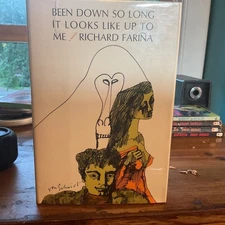 BEEN DOWN SO LONG
IT LOOKS LIKE UP TO
ME / RICHARD FARIÑA